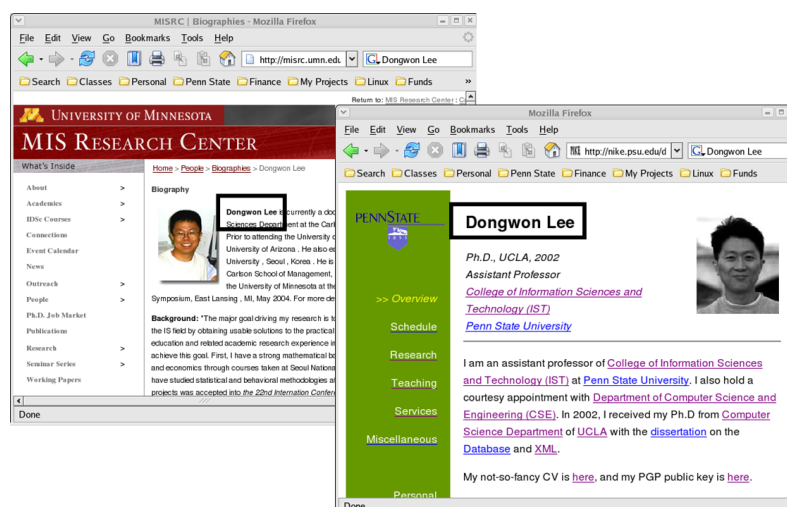 MISRC | Biographies - Mozilla Firefox
File Edit View Go Bookmarks Tools Help
http://misrc.umn.edu Dongwon Lee
Search Classes Personal Penn State Finance My Projects Linux Funds »
Return to: MIS Research Center :
UNIVERSITY OF MINNESOTA
MIS RESEARCH CENTER
What's Inside
Home > People > Biographies > Dongwon Lee
About >
Academics >
IDSc Courses >
Connections
Event Calendar
News
Outreach >
People >
Ph.D. Job Market
Publications
Research >
Seminar Series >
Working Papers
Biography
Dongwon Lee is currently a doc
Sciences Department at the Carl
Prior to attending the University o
University of Arizona . He also e
University , Seoul , Korea . He is
Carlson School of Management,
the University of Minnesota at the
Symposium, East Lansing , MI, May 2004. For more de
Background: "The major goal driving my research is to
the IS field by obtaining usable solutions to the practical
education and related academic research experience in
achieve this goal. First, I have a strong mathematical ba
and economics through courses taken at Seoul Nationa
have studied statistical and behavioral methodologies at
projects was accepted into the 22nd Internation Confere
Done
Mozilla Firefox
File Edit View Go Bookmarks Tools Help
http://nike.psu.edu/d Dongwon Lee
Search Classes Personal Penn State Finance My Projects Linux Funds
PENNSTATE
>> Overview
Schedule
Research
Teaching
Services
Miscellaneous
Personal
Dongwon Lee
Ph.D., UCLA, 2002
Assistant Professor
College of Information Sciences and
Technology (IST)
Penn State University
I am an assistant professor of College of Information Sciences
and Technology (IST) at Penn State University. I also hold a
courtesy appointment with Department of Computer Science and
Engineering (CSE). In 2002, I received my Ph.D from Computer
Science Department of UCLA with the dissertation on the
Database and XML.
My not-so-fancy CV is here, and my PGP public key is here.
Done